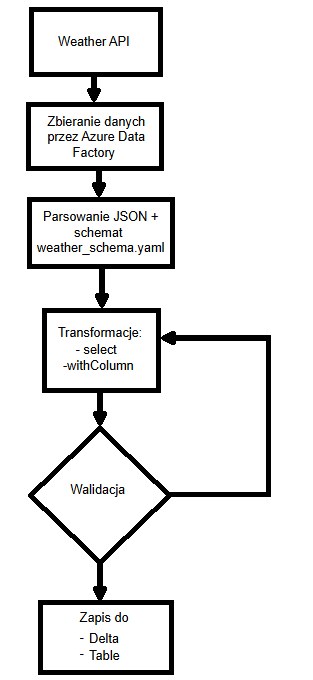 Weather API
Zbieranie danych
przez Azure Data
Factory
Parsowanie JSON +
schemat
weather_schema.yaml
Transformacje:
- select
-withColumn
Walidacja
Zapis do
- Delta
- Table